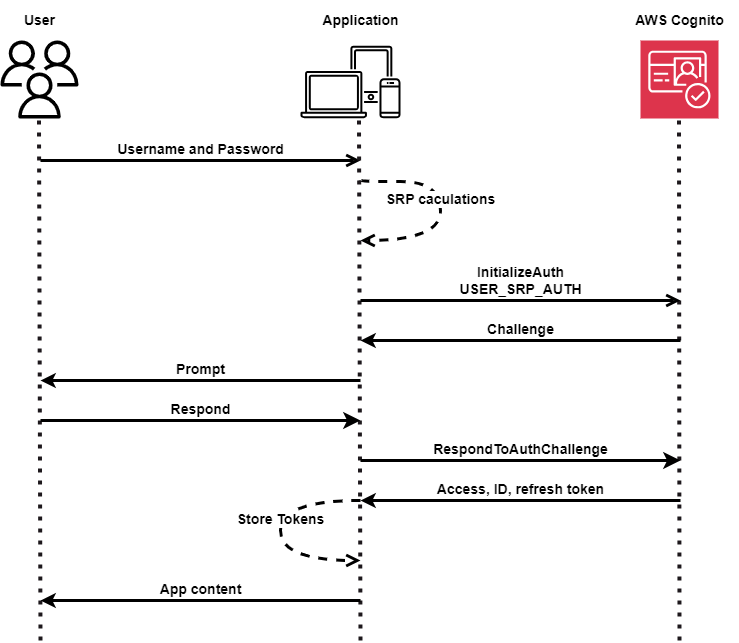 User
Application
AWS Cognito
Username and Password
SRP caculations
InitializeAuth
USER_SRP_AUTH
Challenge
Prompt
Respond
RespondToAuthChallenge
Access, ID, refresh token
Store Tokens
App content